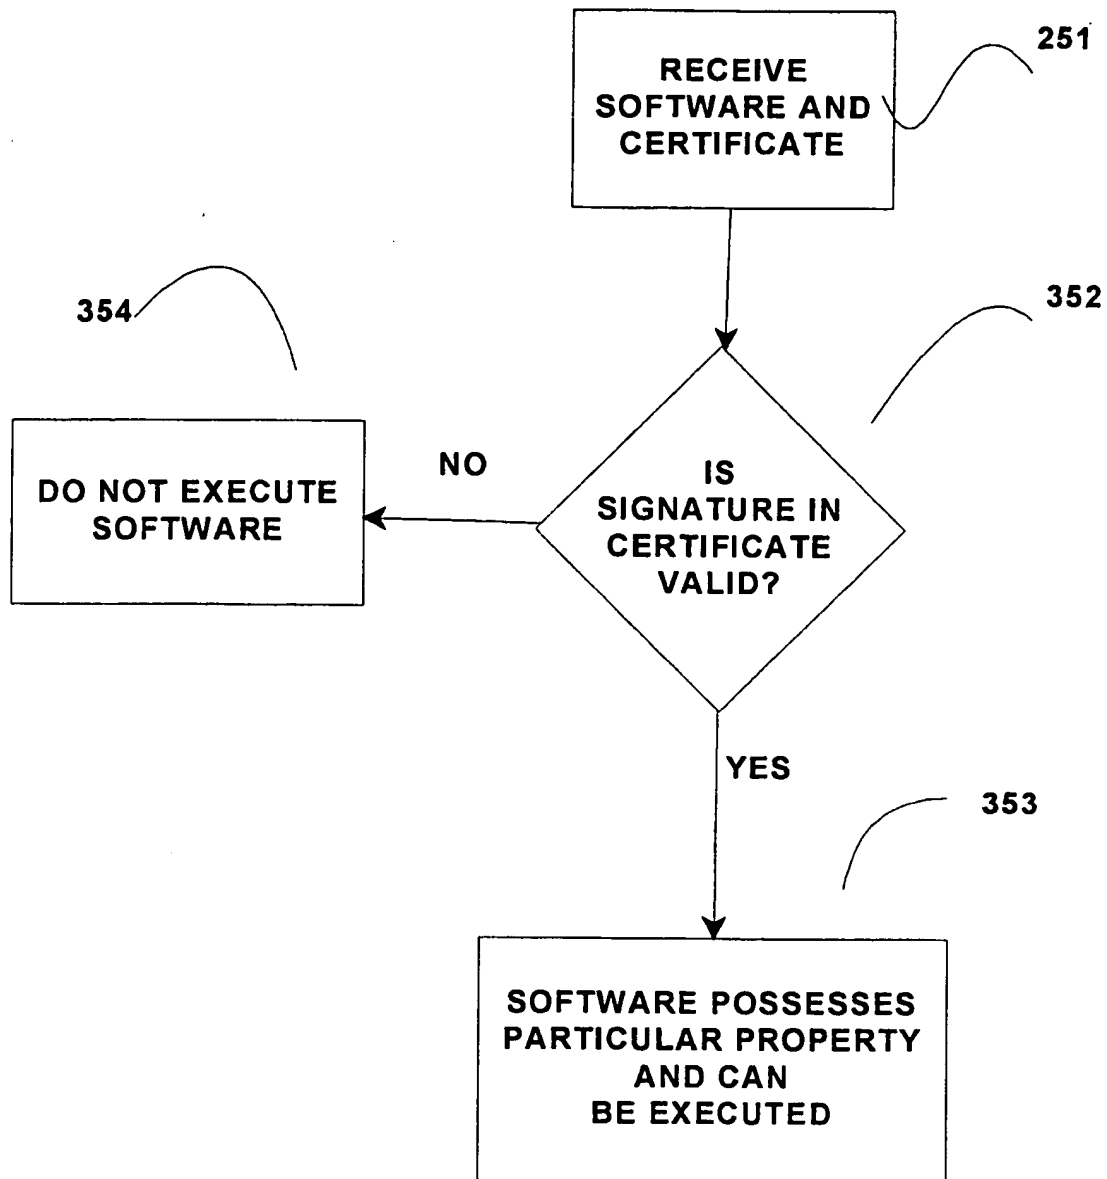 251
RECEIVE
SOFTWARE AND
CERTIFICATE
352
354
NO
DO NOT EXECUTE
SOFTWARE
IS
SIGNATURE IN
CERTIFICATE
VALID?
YES
353
SOFTWARE POSSESSES
PARTICULAR PROPERTY
AND CAN
BE EXECUTED